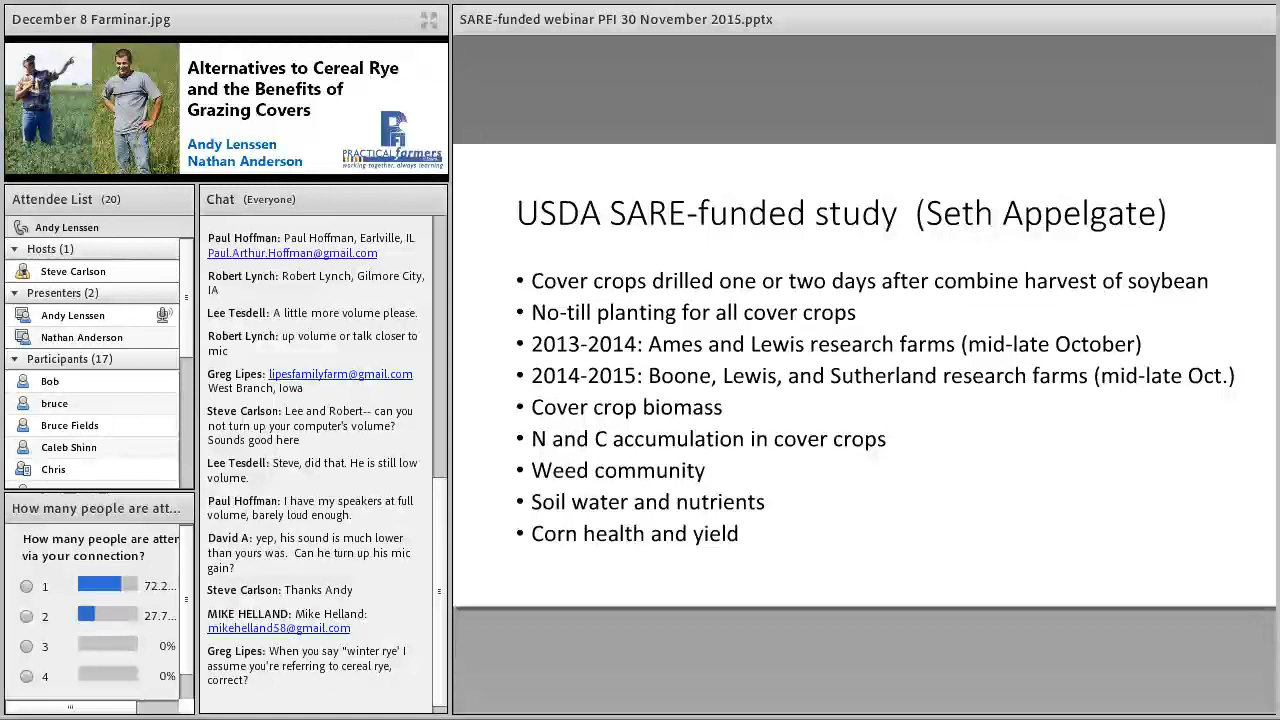 December 8 Farminar.jpg
Alternatives to Cereal Rye
and the Benefits of
Grazing Covers
Andy Lenssen
Nathan Anderson
PRACTICAL farmers
working together, always learning
Attendee List (20)
Andy Lenssen
Hosts (1)
Steve Carlson
Presenters (2)
Andy Lenssen
Nathan Anderson
Participants (17)
Bob
bruce
Bruce Fields
Caleb Shinn
Chris
How many people are att...
How many people are atter
via your connection?
1 72.2...
2 27.7...
3 0%
4 0%
Chat (Everyone)
Paul Hoffman: Paul Hoffman, Earlville, IL
Paul.Arthur.Hoffman@gmail.com
Robert Lynch: Robert Lynch, Gilmore City,
IA
Lee Tesdell: A little more volume please.
Robert Lynch: up volume or talk closer to
mic
Greg Lipes: lipesfamilyfarm@gmail.com
West Branch, Iowa
Steve Carlson: Lee and Robert-- can you
not turn up your computer's volume?
Sounds good here
Lee Tesdell: Steve, did that. He is still low
volume.
Paul Hoffman: I have my speakers at full
volume, barely loud enough.
David A: yep, his sound is much lower
than yours was. Can he turn up his mic
gain?
Steve Carlson: Thanks Andy
MIKE HELLAND: Mike Helland:
mikehelland58@gmail.com
Greg Lipes: When you say "winter rye' I
assume you're referring to cereal rye,
correct?
SARE-funded webinar PFI 30 November 2015.pptx
USDA SARE-funded study (Seth Appelgate)
• Cover crops drilled one or two days after combine harvest of soybean
• No-till planting for all cover crops
• 2013-2014: Ames and Lewis research farms (mid-late October)
• 2014-2015: Boone, Lewis, and Sutherland research farms (mid-late Oct.)
• Cover crop biomass
• N and C accumulation in cover crops
• Weed community
• Soil water and nutrients
• Corn health and yield